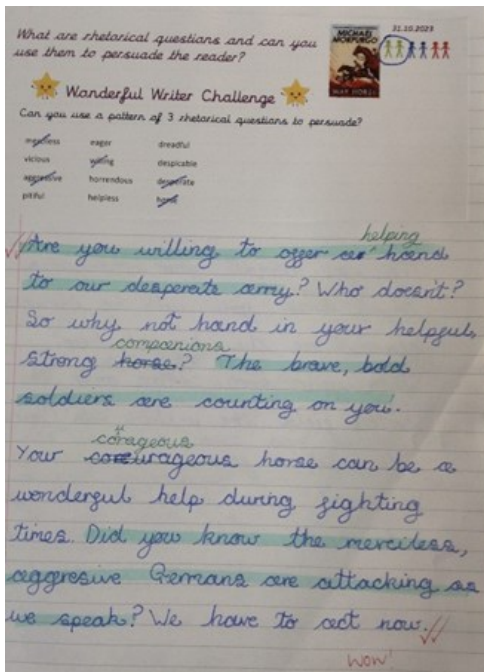 What are rhetorical questions and can you
use them to persuade the reader?
31.10.2023
MICHAEL
MORPURGO
WAR HORSE
Wonderful Writer Challenge
Can you use a pattern of 3 rhetorical questions to persuade?
merciless eager dreadful
vicious willing despicable
aggressive horrendous desperate
pitiful helpless horse
helping
Are you willing to offer a hand
to our desperate army? Who doesn't?
So why not hand in your helpful,
companions
strong horse? The brave, bold
soldiers are counting on you.
corageous
Your courageous horse can be a
wonderful help during fighting
times. Did you know the merciless,
aggresive Germans are attacking as
we speak? We have to act now.
Wow!